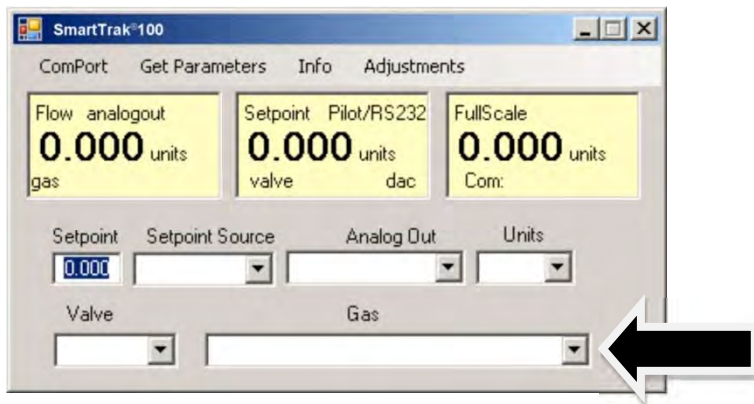 SmartTrak®100
ComPort Get Parameters Info Adjustments
Flow analogout
0.000 units
gas
Setpoint Pilot/RS232
0.000 units
valve dac
FullScale
0.000 units
Com:
Setpoint Setpoint Source Analog Out Units
0.000
Valve Gas